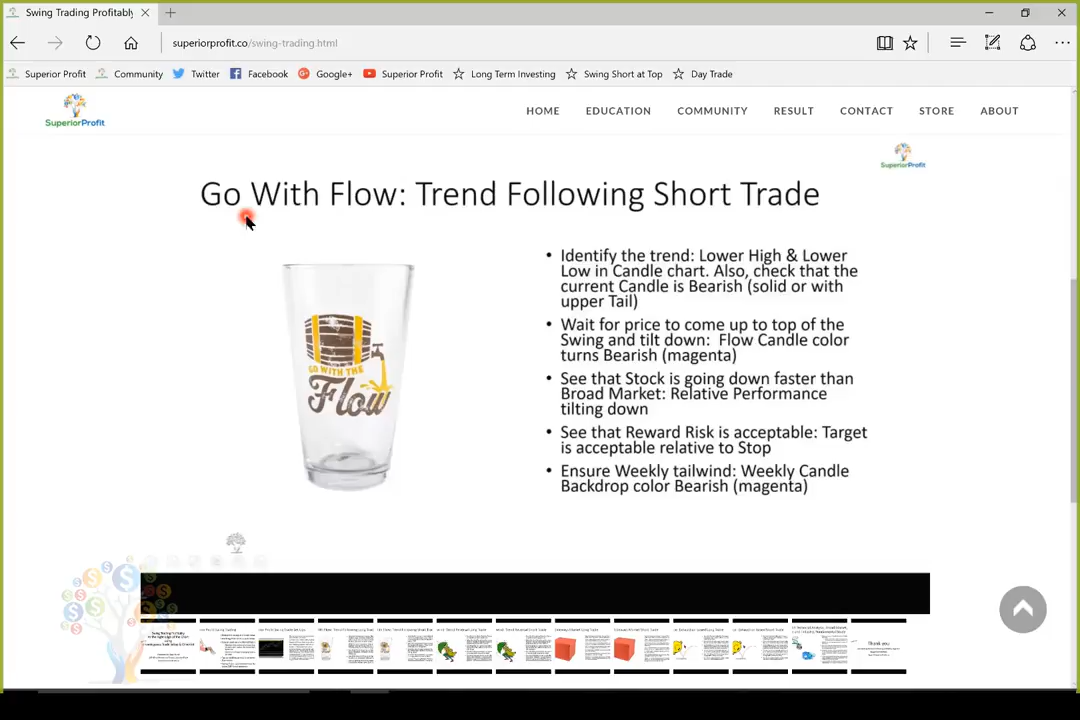 Swing Trading Profitably
superiorprofit.co/swing-trading.html
Superior Profit Community Twitter Facebook Google+ Superior Profit Long Term Investing Swing Short at Top Day Trade
SuperiorProfit
HOME EDUCATION COMMUNITY RESULT CONTACT STORE ABOUT
SuperiorProfit
Go With Flow: Trend Following Short Trade
GO WITH THE
Flow
• Identify the trend: Lower High & Lower
Low in Candle chart. Also, check that the
current Candle is Bearish (solid or with
upper Tail)
• Wait for price to come up to top of the
Swing and tilt down: Flow Candle color
turns Bearish (magenta)
• See that Stock is going down faster than
Broad Market: Relative Performance
tilting down
• See that Reward Risk is acceptable: Target
is acceptable relative to Stop
• Ensure Weekly tailwind: Weekly Candle
Backdrop color Bearish (magenta)
Thank you